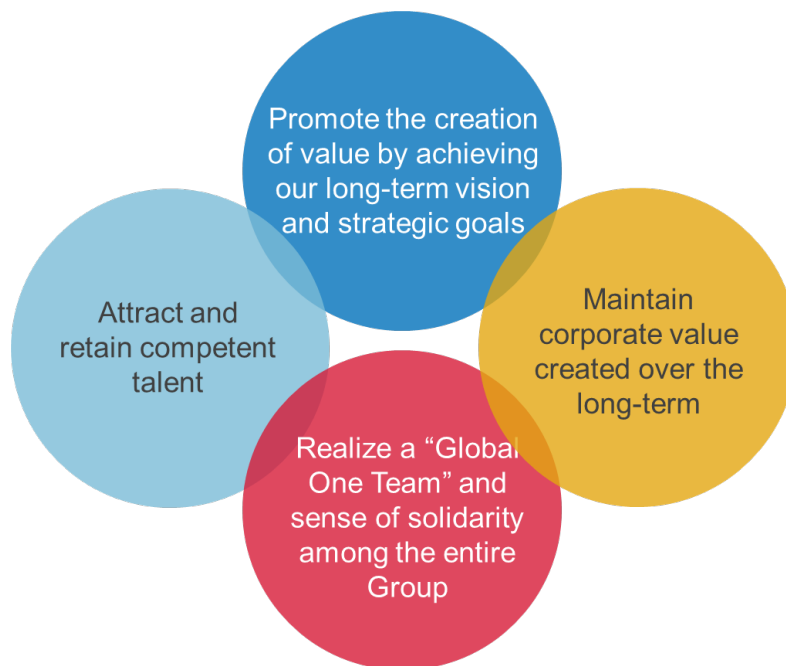 Promote the creation
of value by achieving
our long-term vision
and strategic goals
Attract and
retain competent
talent
Maintain
corporate value
created over the
long-term
Realize a “Global
One Team” and
sense of solidarity
among the entire
Group